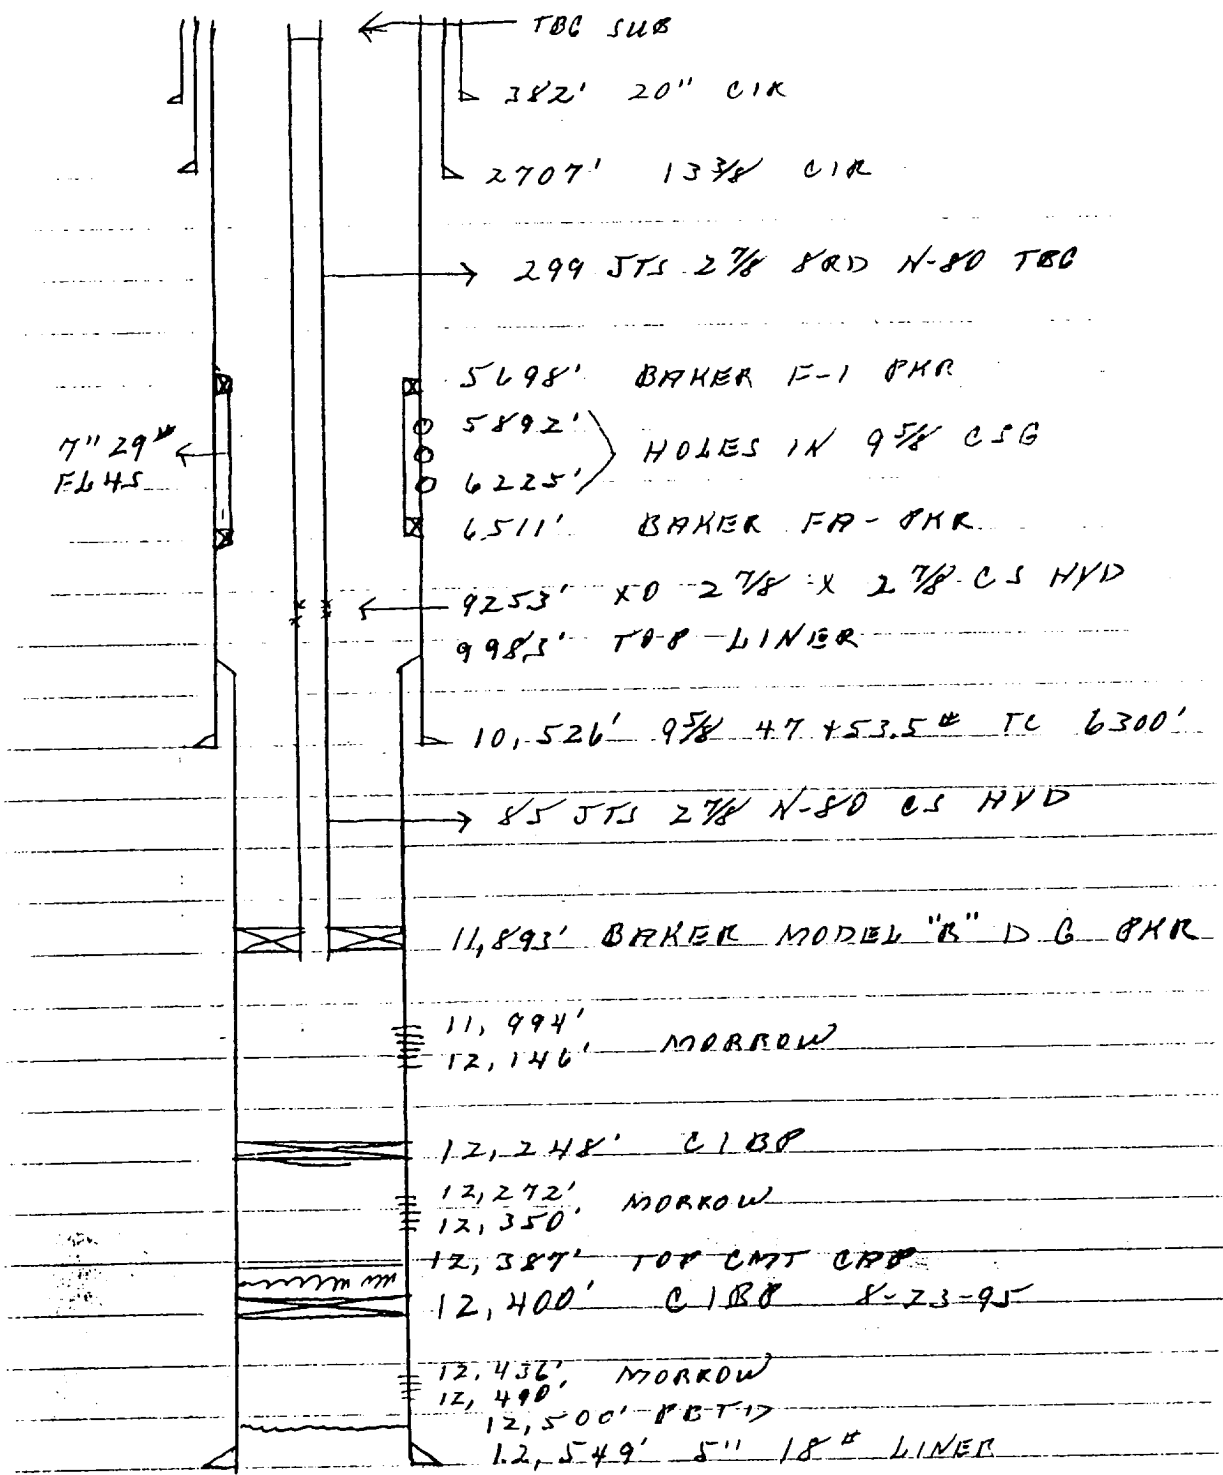 TBG SUB
382' 20" CIR
2707' 13 3/8 CIR
299 JTS 2 7/8 8RD N-80 TBG
5698' BAKER F-1 PKR
5892'
HOLES IN 9 5/8 CSG
6225'
7" 29#
FL4S
6511' BAKER FA- PKR
9253' XO 2 7/8 X 2 7/8 CS HYD
9983' TOP LINER
10,526' 9 5/8 47 + 53.5# TC 6300'
85 JTS 2 7/8 N-80 CS HYD
11,893' BAKER MODEL "B" D G PKR
11,994'
12,146' MORROW
12,248' CIBP
12,272' MORROW
12,350'
12,387' TOP CMT CAP
12,400' CIBP 8-23-95
12,436' MORROW
12,490'
12,500' PBTD
12,549' 5" 18# LINER